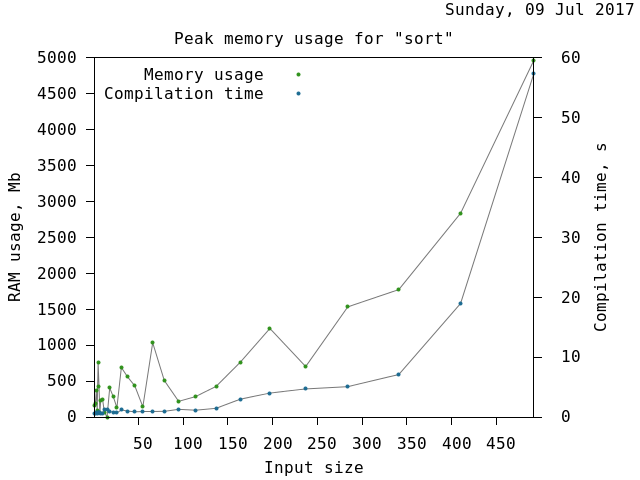 Sunday, 09 Jul 2017
Peak memory usage for "sort"
Memory usage
Compilation time
RAM usage, Mb
5000
4500
4000
3500
3000
2500
2000
1500
1000
500
0
60
50
40
30
20
10
0
Compilation time, s
50 100 150 200 250 300 350 400 450
Input size